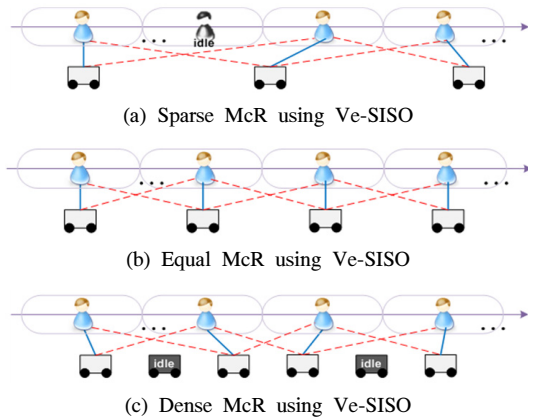 ...
idle
...
(a) Sparse McR using Ve-SISO
...
...
(b) Equal McR using Ve-SISO
...
...
idle
idle
(c) Dense McR using Ve-SISO